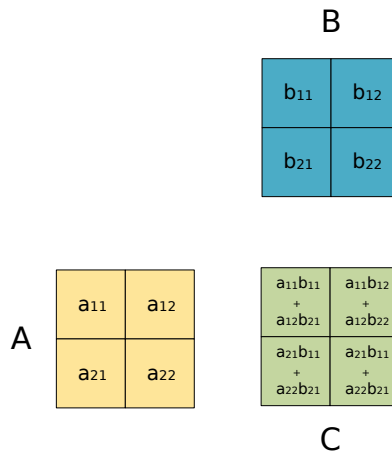 B
b₁₁ b₁₂
b₂₁ b₂₂
A
a₁₁ a₁₂
a₂₁ a₂₂
a₁₁b₁₁ a₁₁b₁₂
+ +
a₁₂b₂₁ a₁₂b₂₂
a₂₁b₁₁ a₂₁b₁₁
+ +
a₂₂b₂₁ a₂₂b₂₁
C